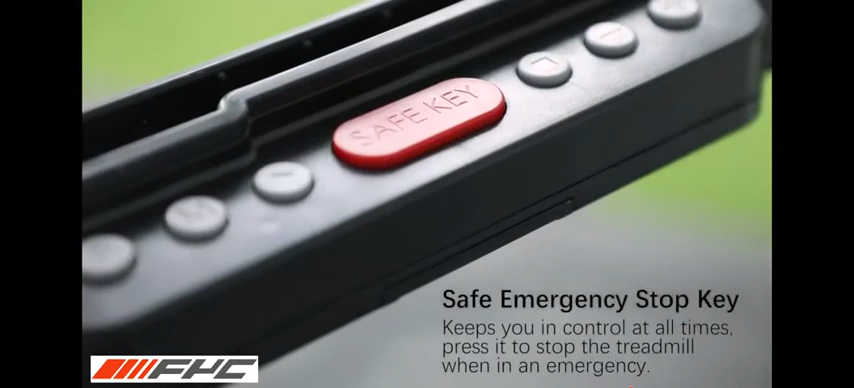 SAFE KEY
Safe Emergency Stop Key
Keeps you in control at all times,
press it to stop the treadmill
when in an emergency.
FHC